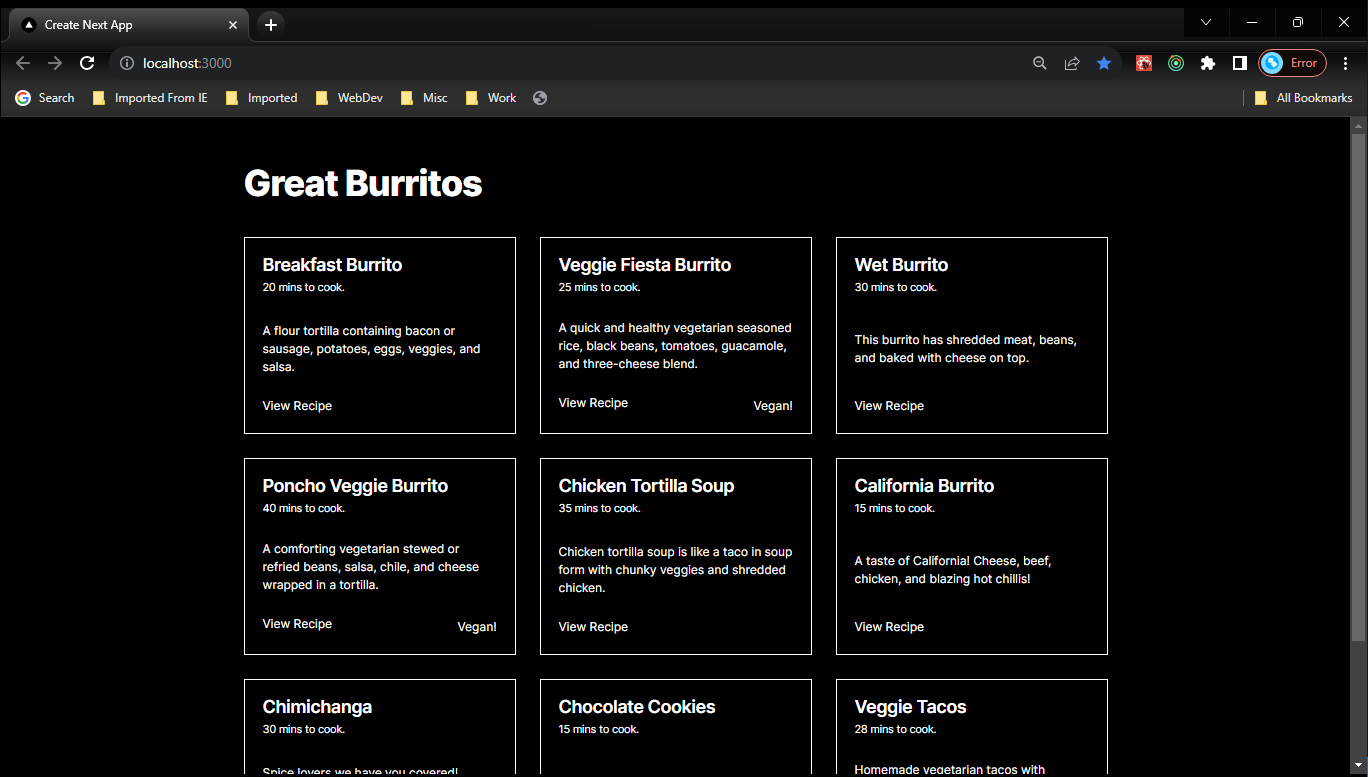 Create Next App
localhost:3000
Error
Search
Imported From IE
Imported
WebDev
Misc
Work
All Bookmarks
Great Burritos
Breakfast Burrito
20 mins to cook.
A flour tortilla containing bacon or
sausage, potatoes, eggs, veggies, and
salsa.
View Recipe
Veggie Fiesta Burrito
25 mins to cook.
A quick and healthy vegetarian seasoned
rice, black beans, tomatoes, guacamole,
and three-cheese blend.
View Recipe
Vegan!
Wet Burrito
30 mins to cook.
This burrito has shredded meat, beans,
and baked with cheese on top.
View Recipe
Poncho Veggie Burrito
40 mins to cook.
A comforting vegetarian stewed or
refried beans, salsa, chile, and cheese
wrapped in a tortilla.
View Recipe
Vegan!
Chicken Tortilla Soup
35 mins to cook.
Chicken tortilla soup is like a taco in soup
form with chunky veggies and shredded
chicken.
View Recipe
California Burrito
15 mins to cook.
A taste of California! Cheese, beef,
chicken, and blazing hot chillis!
View Recipe
Chimichanga
30 mins to cook.
Spice lovers we have you covered!
Chocolate Cookies
15 mins to cook.
Veggie Tacos
28 mins to cook.
Homemade vegetarian tacos with